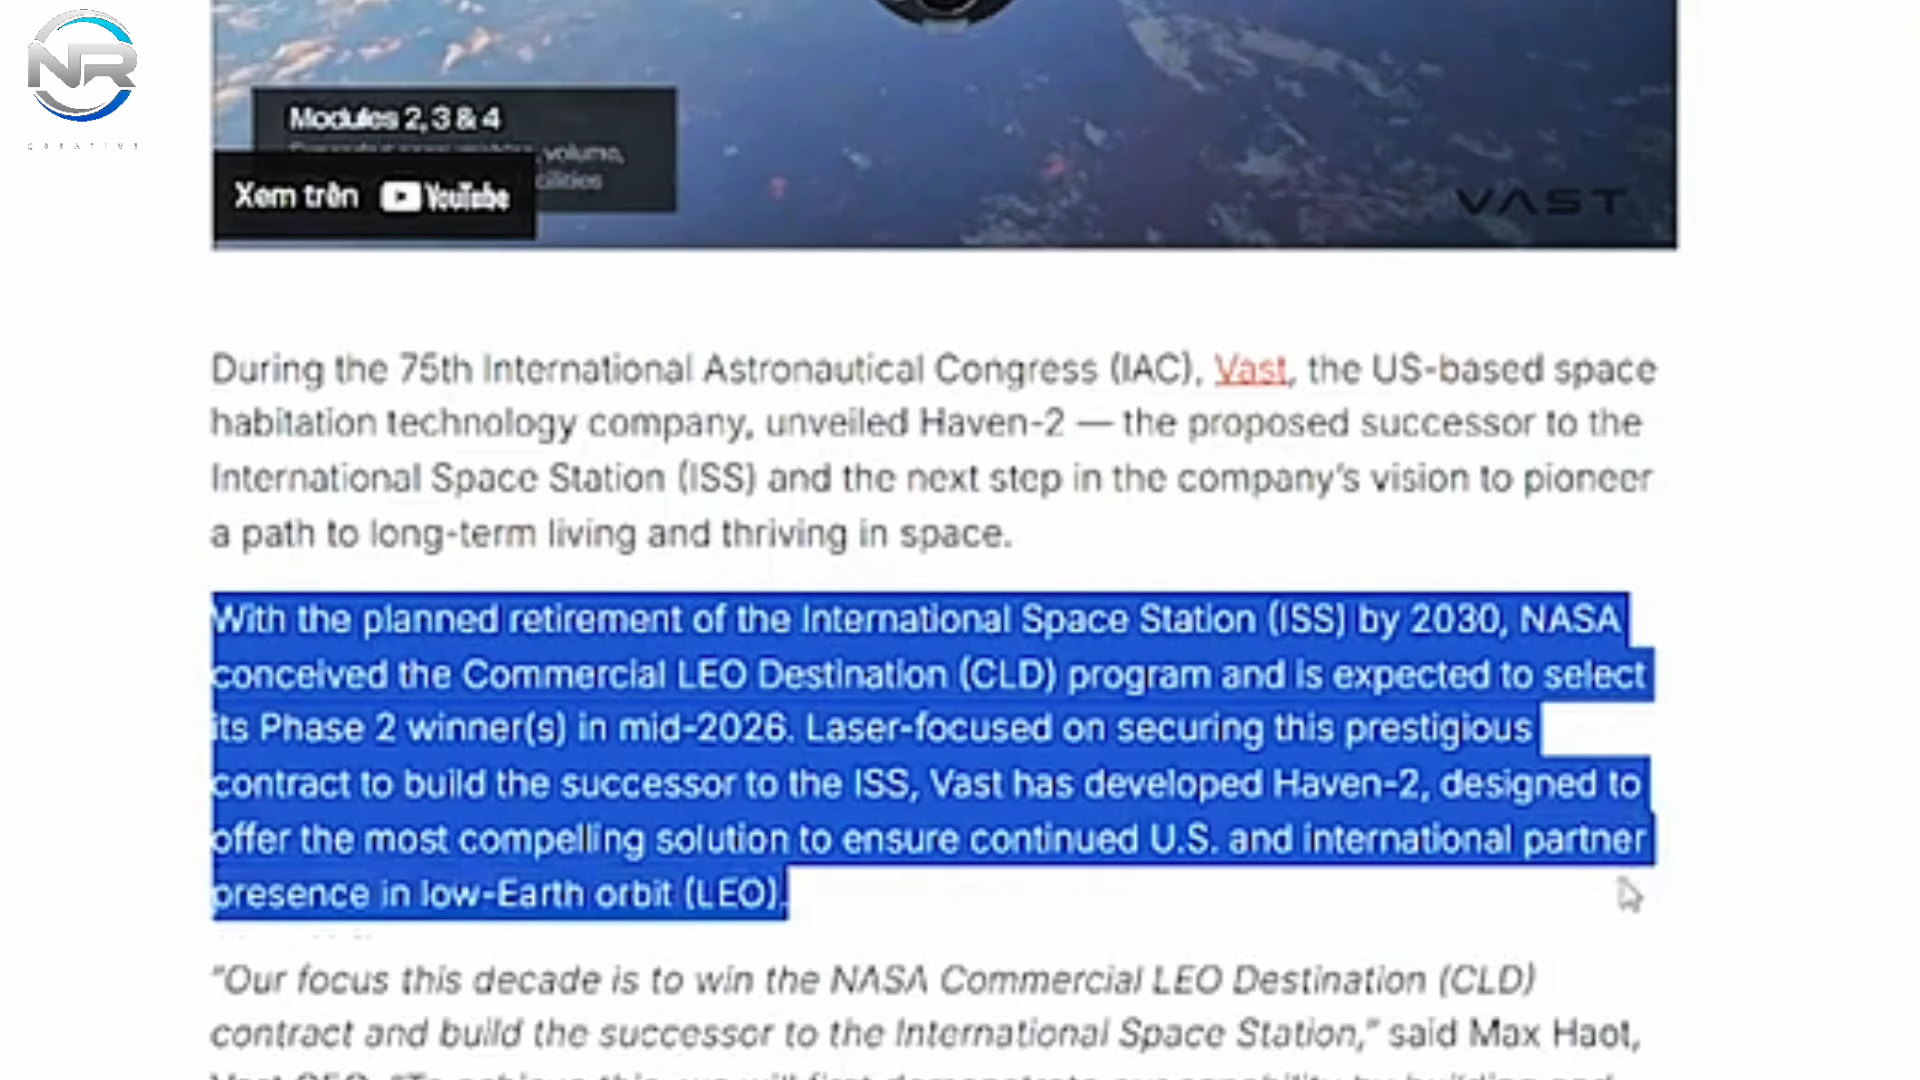 NR
CREATIVE
Modules 2, 3 & 4
volume,
Xem trên YouTube
VAST
During the 75th International Astronautical Congress (IAC), Vast, the US-based space
habitation technology company, unveiled Haven-2 — the proposed successor to the
International Space Station (ISS) and the next step in the company's vision to pioneer
a path to long-term living and thriving in space.
With the planned retirement of the International Space Station (ISS) by 2030, NASA
conceived the Commercial LEO Destination (CLD) program and is expected to select
its Phase 2 winner(s) in mid-2026. Laser-focused on securing this prestigious
contract to build the successor to the ISS, Vast has developed Haven-2, designed to
offer the most compelling solution to ensure continued U.S. and international partner
presence in low-Earth orbit (LEO).
"Our focus this decade is to win the NASA Commercial LEO Destination (CLD)
contract and build the successor to the International Space Station," said Max Haot,